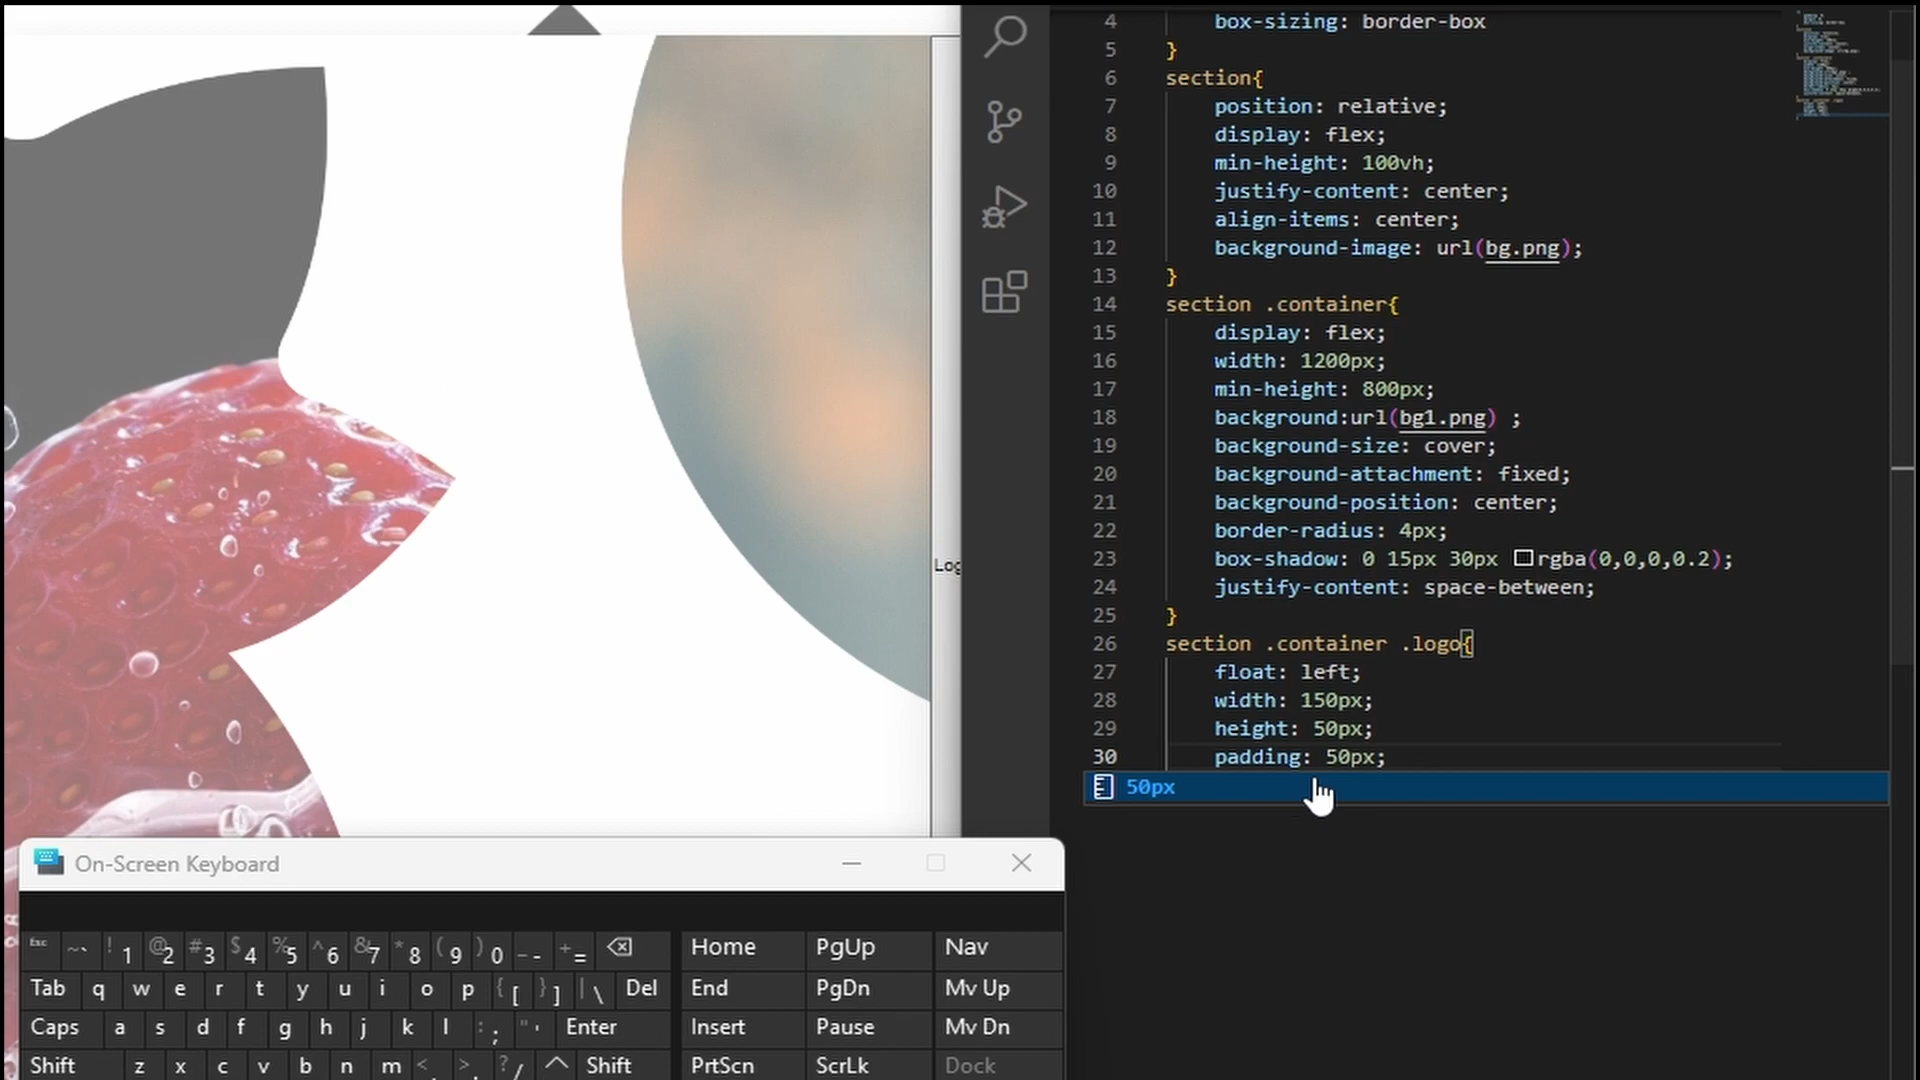 4 box-sizing: border-box
5 }
6 section{
7 position: relative;
8 display: flex;
9 min-height: 100vh;
10 justify-content: center;
11 align-items: center;
12 background-image: url(bg.png);
13 }
14 section .container{
15 display: flex;
16 width: 1200px;
17 min-height: 800px;
18 background:url(bg1.png) ;
19 background-size: cover;
20 background-attachment: fixed;
21 background-position: center;
22 border-radius: 4px;
23 box-shadow: 0 15px 30px rgba(0,0,0,0.2);
24 justify-content: space-between;
25 }
26 section .container .logo{
27 float: left;
28 width: 150px;
29 height: 50px;
30 padding: 50px;
50px
Log
On-Screen Keyboard
Esc ~ ` ! 1 @ 2 # 3 $ 4 % 5 ^ 6 & 7 * 8 ( 9 ) 0 _ - + = Home PgUp Nav
Tab q w e r t y u i o p { [ } ] | \ Del End PgDn Mv Up
Caps a s d f g h j k l : ; " ' Enter Insert Pause Mv Dn
Shift z x c v b n m < , > . ? / Shift PrtScn ScrLk Dock